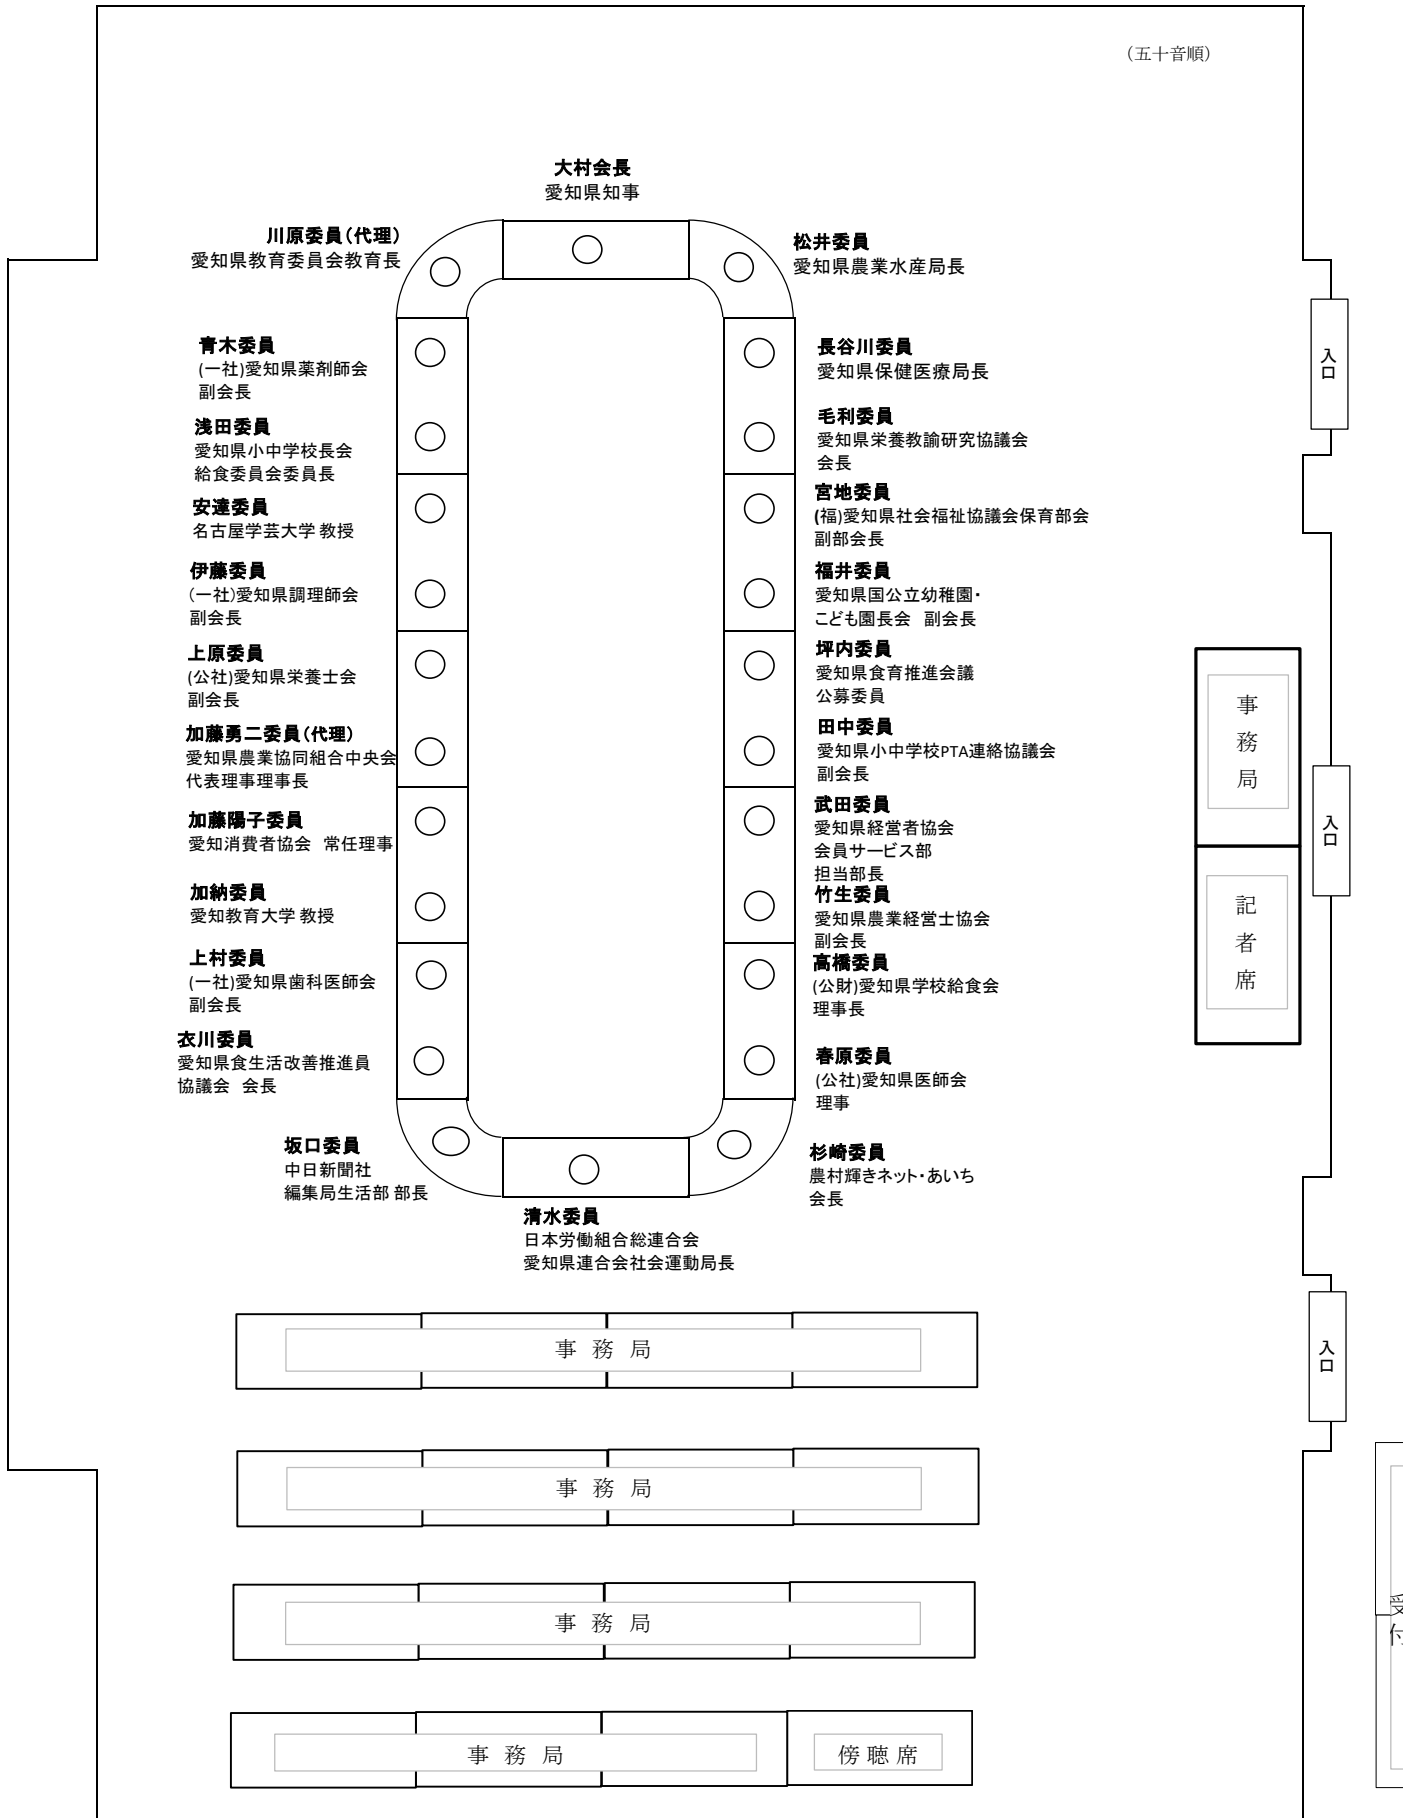 (五十音順)
大村会長
愛知県知事
川原委員(代理)
愛知県教育委員会教育長
松井委員
愛知県農業水産局長
青木委員
(一社)愛知県薬剤師会
副会長
浅田委員
愛知県小中学校長会
給食委員会委員長
安達委員
名古屋学芸大学 教授
伊藤委員
(一社)愛知県調理師会
副会長
上原委員
(公社)愛知県栄養士会
副会長
加藤勇二委員(代理)
愛知県農業協同組合中央会
代表理事理事長
加藤陽子委員
愛知消費者協会 常任理事
加納委員
愛知教育大学 教授
上村委員
(一社)愛知県歯科医師会
副会長
衣川委員
愛知県食生活改善推進員
協議会 会長
坂口委員
中日新聞社
編集局生活部 部長
清水委員
日本労働組合総連合会
愛知県連合会社会運動局長
長谷川委員
愛知県保健医療局長
毛利委員
愛知県栄養教諭研究協議会
会長
宮地委員
(福)愛知県社会福祉協議会保育部会
副部会長
福井委員
愛知県国公立幼稚園・
こども園長会 副会長
坪内委員
愛知県食育推進会議
公募委員
田中委員
愛知県小中学校PTA連絡協議会
副会長
武田委員
愛知県経営者協会
会員サービス部
担当部長
竹生委員
愛知県農業経営士協会
副会長
高橋委員
(公財)愛知県学校給食会
理事長
春原委員
(公社)愛知県医師会
理事
杉崎委員
農村輝きネット・あいち
会長
入口
事務局
入口
記者席
入口
事務局
事務局
事務局
事務局
傍聴席
受付